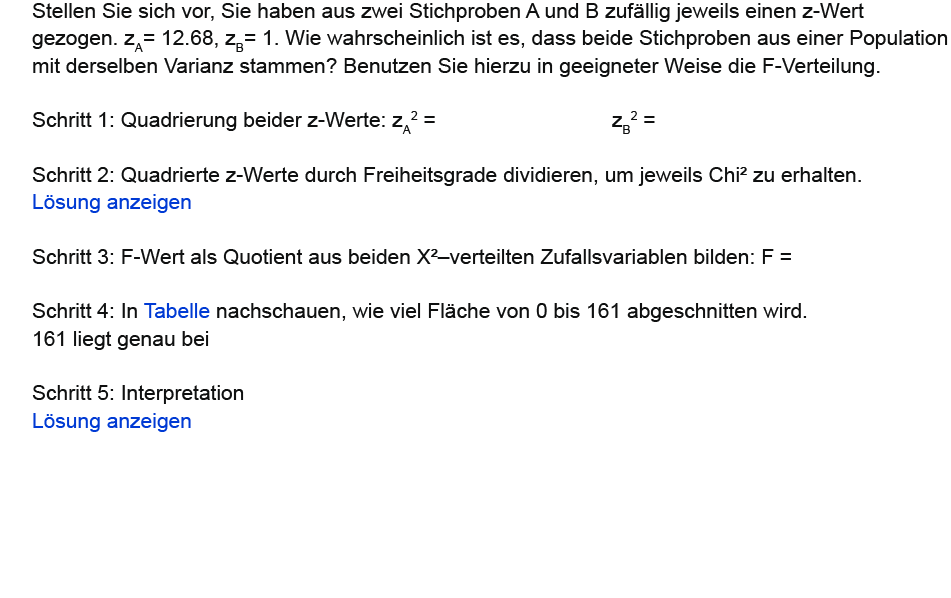 Stellen Sie sich vor, Sie haben aus zwei Stichproben A und B zufällig jeweils einen z-Wert
gezogen. z_A= 12.68, z_B= 1. Wie wahrscheinlich ist es, dass beide Stichproben aus einer Population
mit derselben Varianz stammen? Benutzen Sie hierzu in geeigneter Weise die F-Verteilung.
Schritt 1: Quadrierung beider z-Werte: z_A² = z_B² =
Schritt 2: Quadrierte z-Werte durch Freiheitsgrade dividieren, um jeweils Chi² zu erhalten.
Lösung anzeigen
Schritt 3: F-Wert als Quotient aus beiden X²–verteilten Zufallsvariablen bilden: F =
Schritt 4: In Tabelle nachschauen, wie viel Fläche von 0 bis 161 abgeschnitten wird.
161 liegt genau bei
Schritt 5: Interpretation
Lösung anzeigen